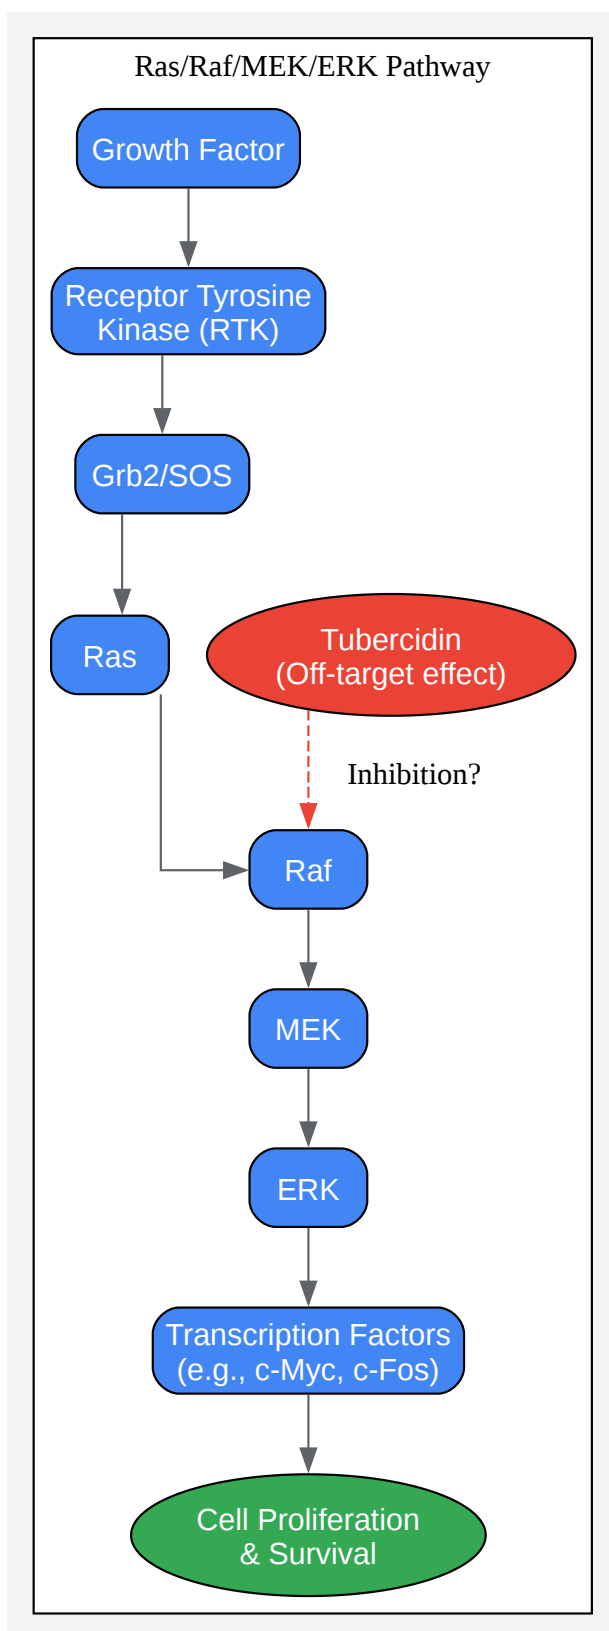 Ras/Raf/MEK/ERK Pathway
Growth Factor
Receptor Tyrosine
Kinase (RTK)
Grb2/SOS
Ras
Tubercidin
(Off-target effect)
Inhibition?
Raf
MEK
ERK
Transcription Factors
(e.g., c-Myc, c-Fos)
Cell Proliferation
& Survival